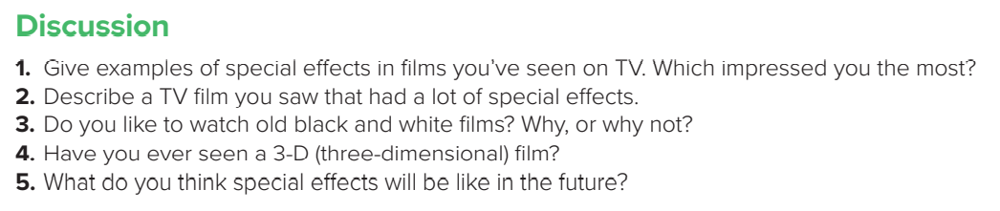 Discussion
1. Give examples of special effects in films you've seen on TV. Which impressed you the most?
2. Describe a TV film you saw that had a lot of special effects.
3. Do you like to watch old black and white films? Why, or why not?
4. Have you ever seen a 3-D (three-dimensional) film?
5. What do you think special effects will be like in the future?